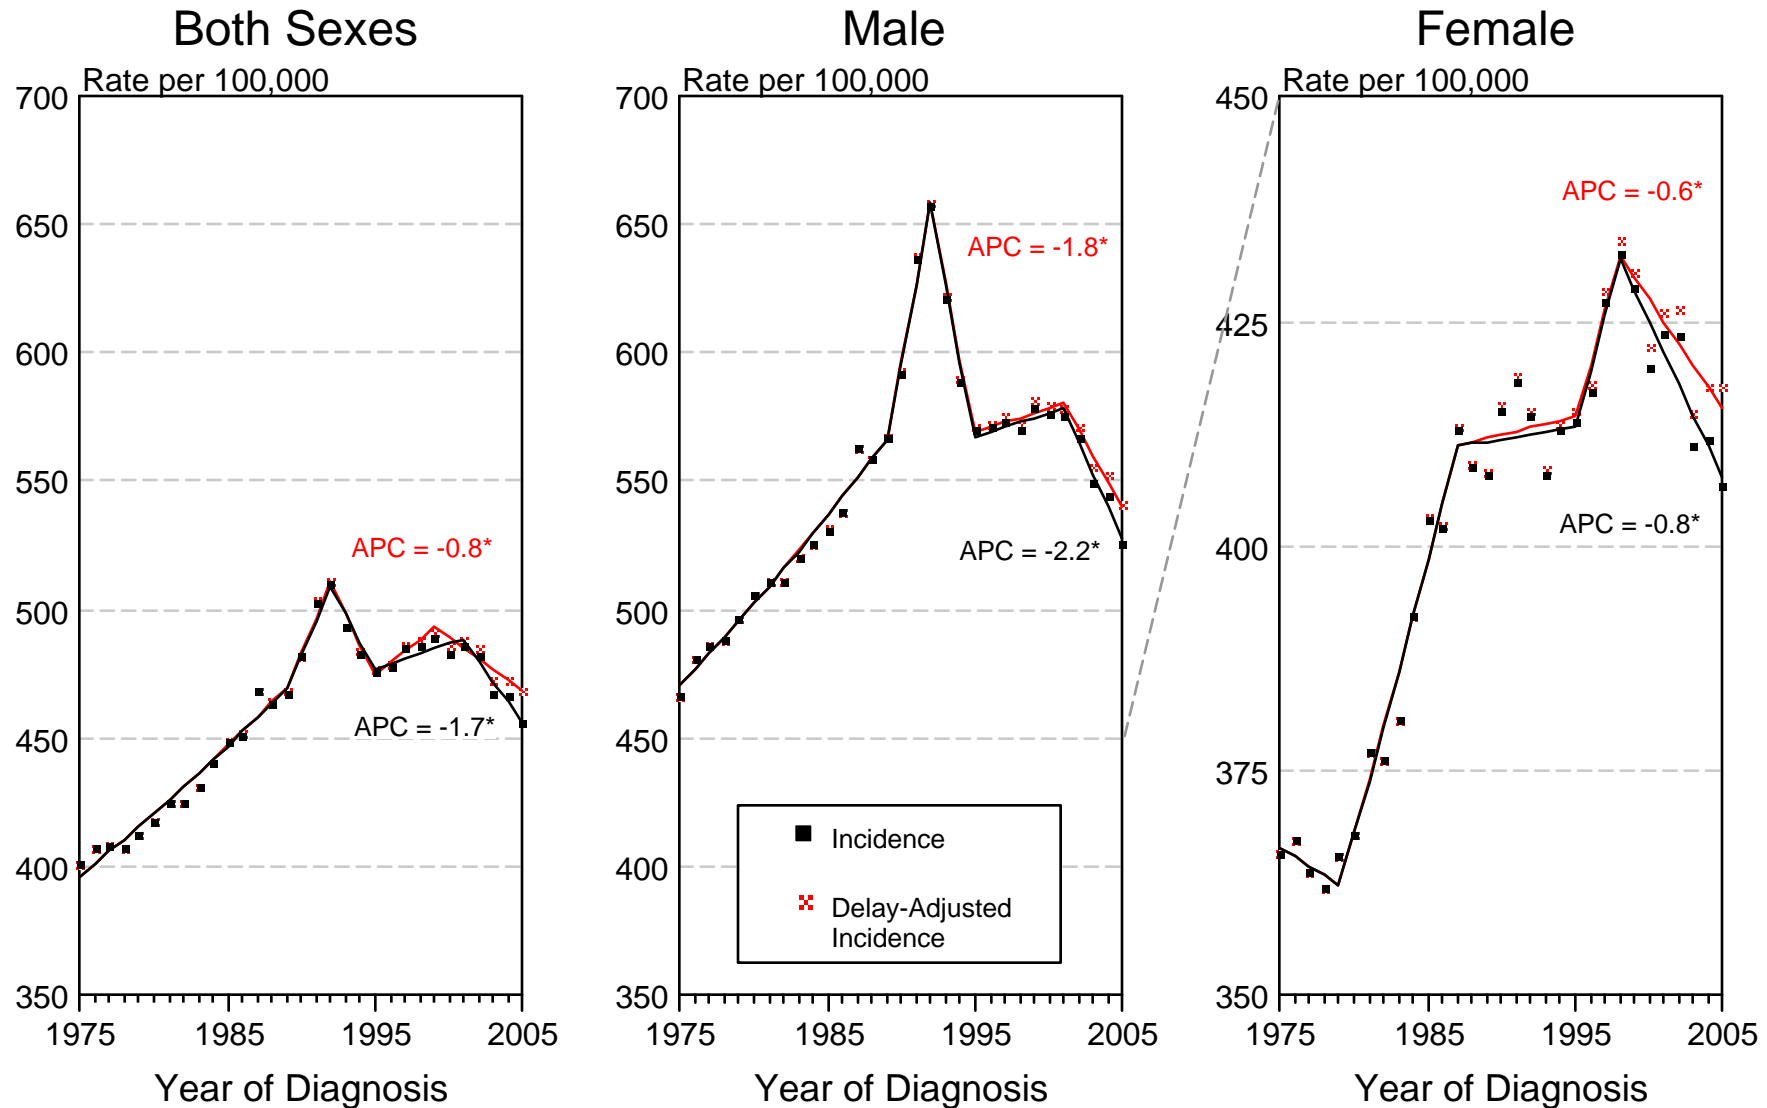 Both Sexes
Rate per 100,000
700
650
600
550
500
450
400
350
APC = -0.8*
APC = -1.7*
1975 1985 1995 2005
Year of Diagnosis
Male
Rate per 100,000
700
650
600
550
500
450
400
350
APC = -1.8*
APC = -2.2*
Incidence
Delay-Adjusted
Incidence
1975 1985 1995 2005
Year of Diagnosis
Female
Rate per 100,000
450
425
400
375
350
APC = -0.6*
APC = -0.8*
1975 1985 1995 2005
Year of Diagnosis